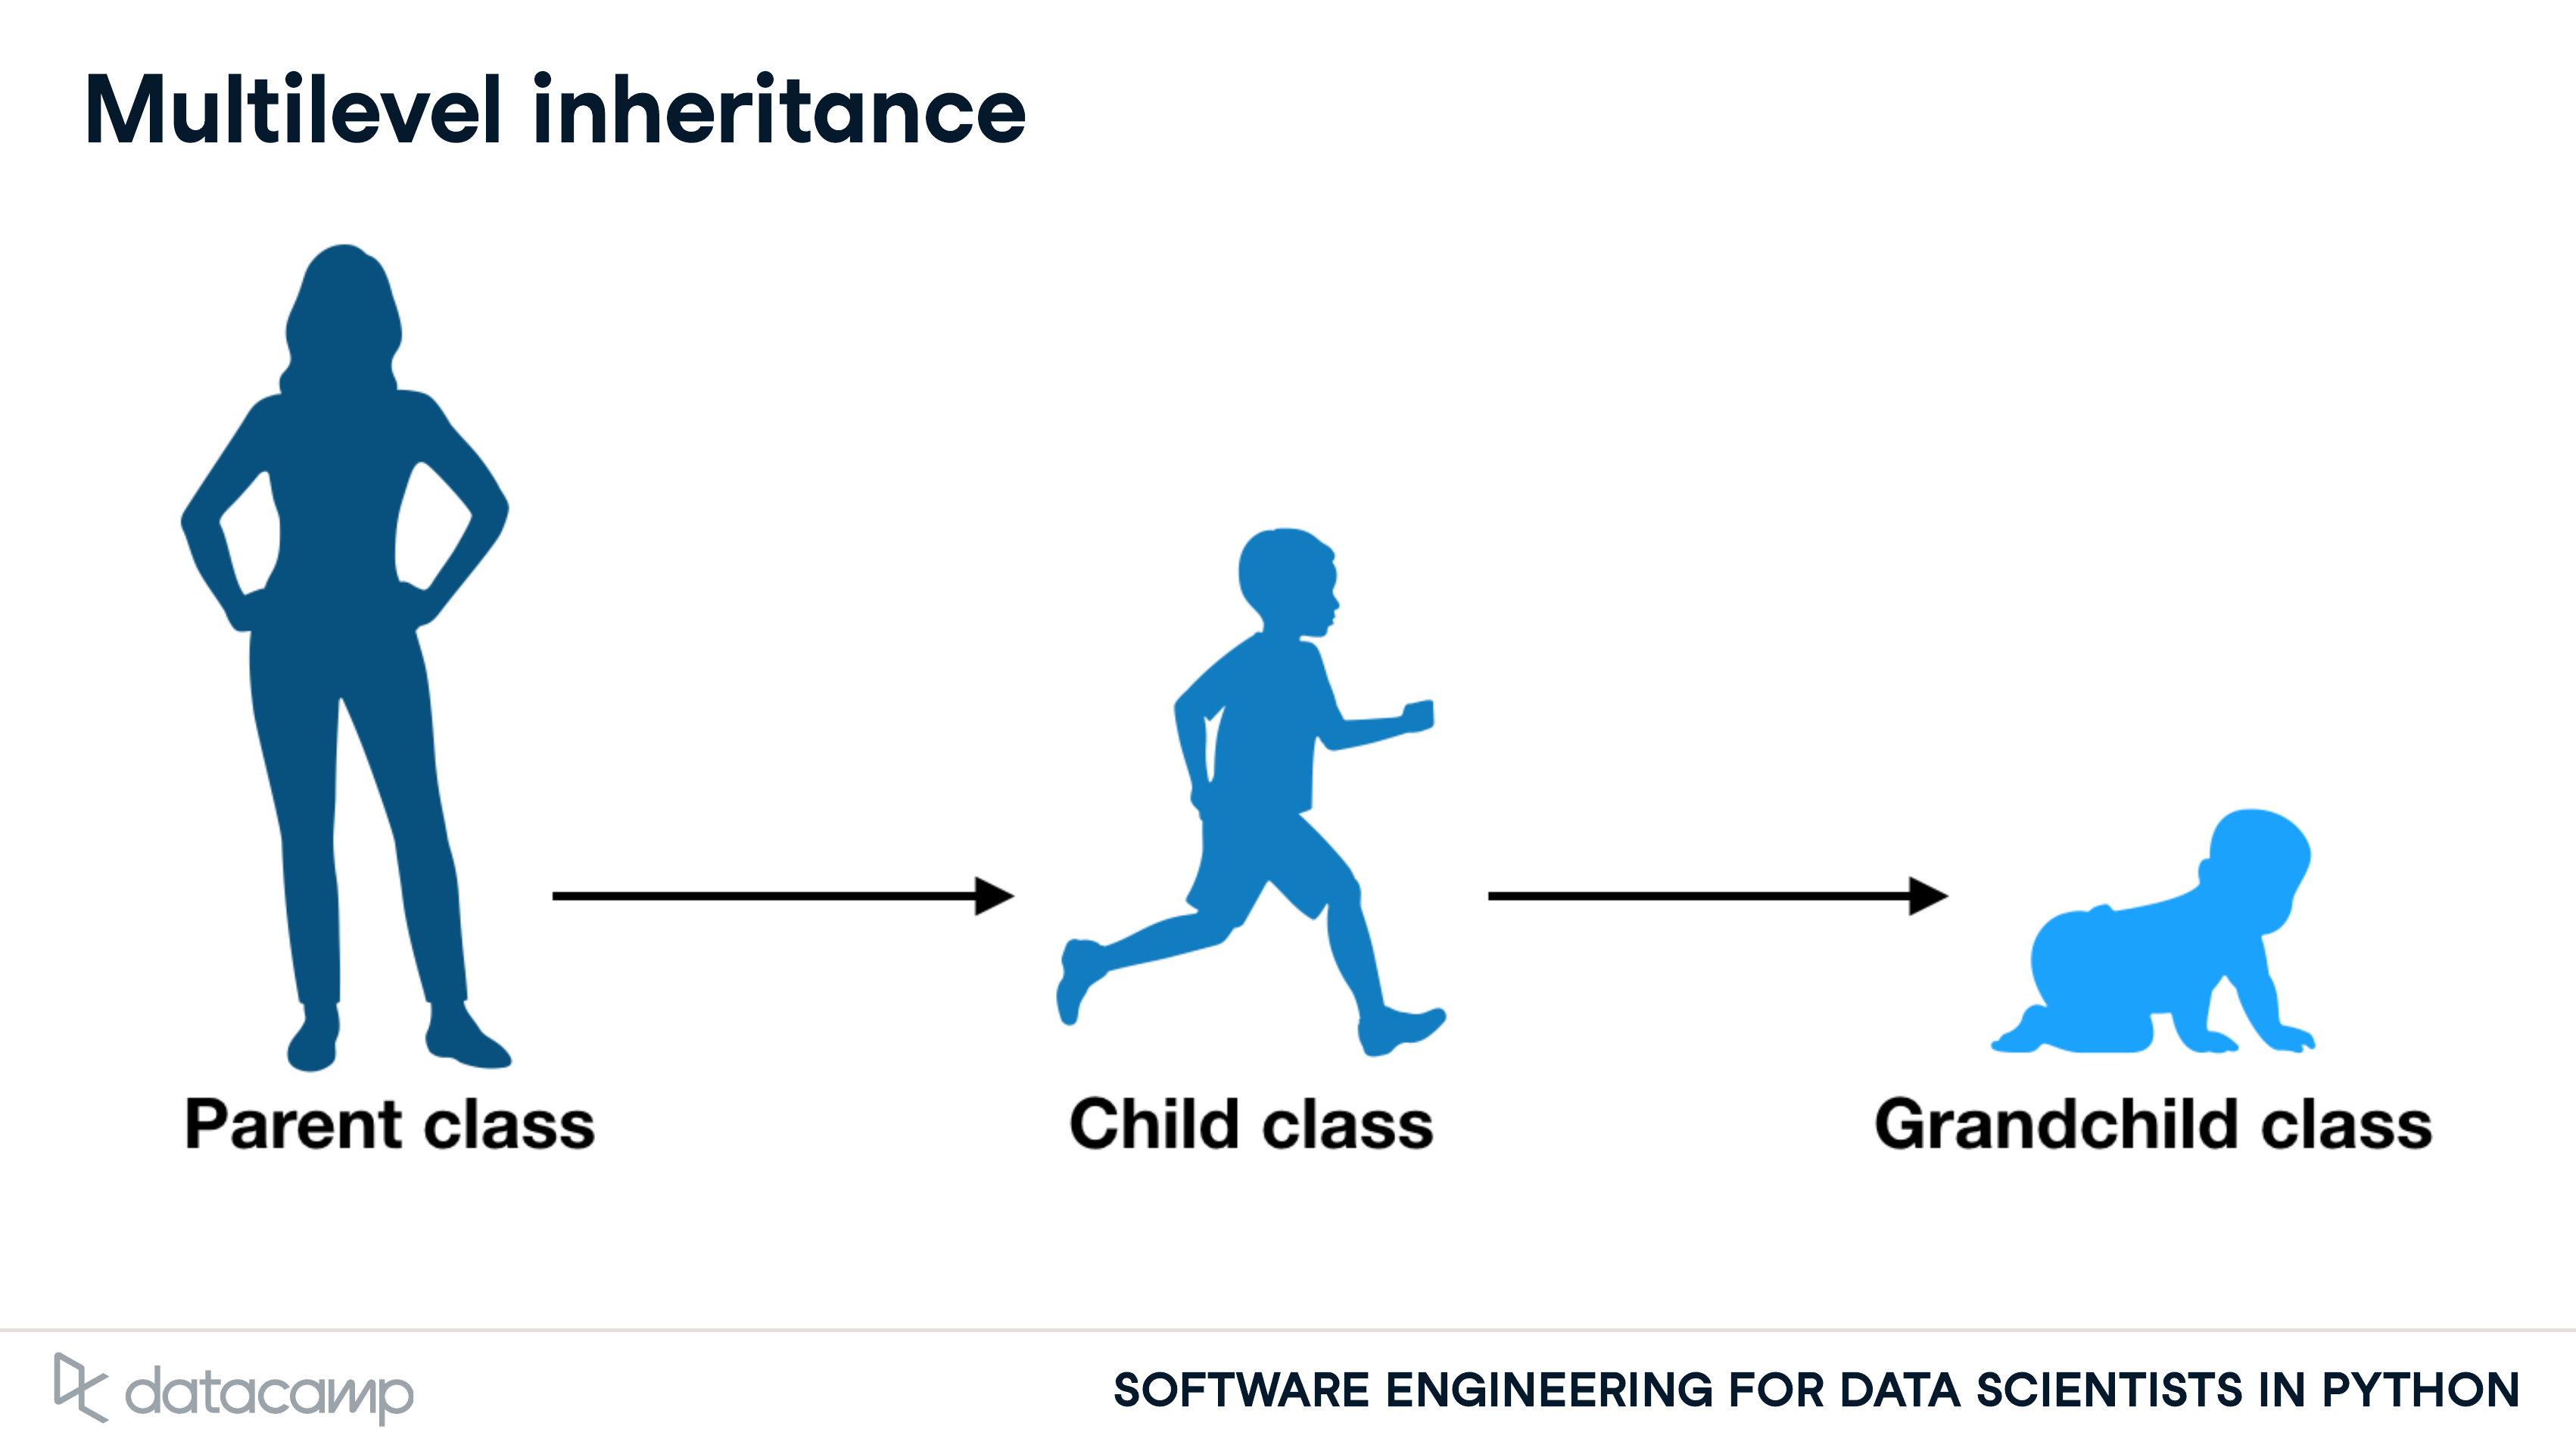 Multilevel inheritance
Parent class
Child class
Grandchild class
datacamp
SOFTWARE ENGINEERING FOR DATA SCIENTISTS IN PYTHON